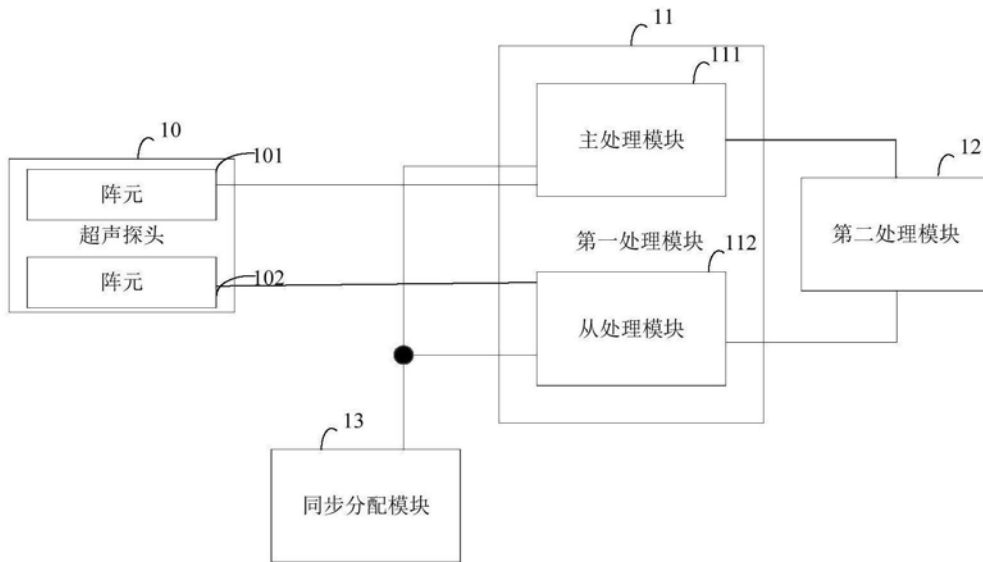 11
111
主处理模块
10
101
阵元
超声探头
阵元
102
12
第二处理模块
第一处理模块
112
从处理模块
13
同步分配模块